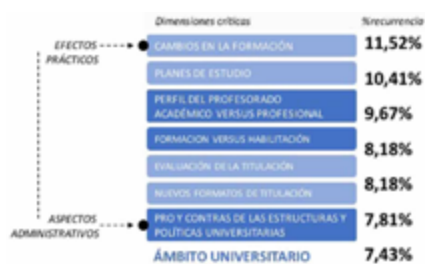 Dimensiones críticas %recurrencia
EFECTOS PRÁCTICOS
CAMBIOS EN LA FORMACIÓN 11,52%
PLANES DE ESTUDIO 10,41%
PERFIL DEL PROFESORADO
ACADÉMICO VERSUS PROFESIONAL 9,67%
FORMACION VERSUS HABILITACIÓN 8,18%
EVALUACIÓN DE LA TITULACIÓN 8,18%
NUEVOS FORMATOS DE TITULACIÓN 7,81%
ASPECTOS ADMINISTRATIVOS
PRO Y CONTRAS DE LAS ESTRUCTURAS Y
POLÍTICAS UNIVERSITARIAS
ÁMBITO UNIVERSITARIO 7,43%